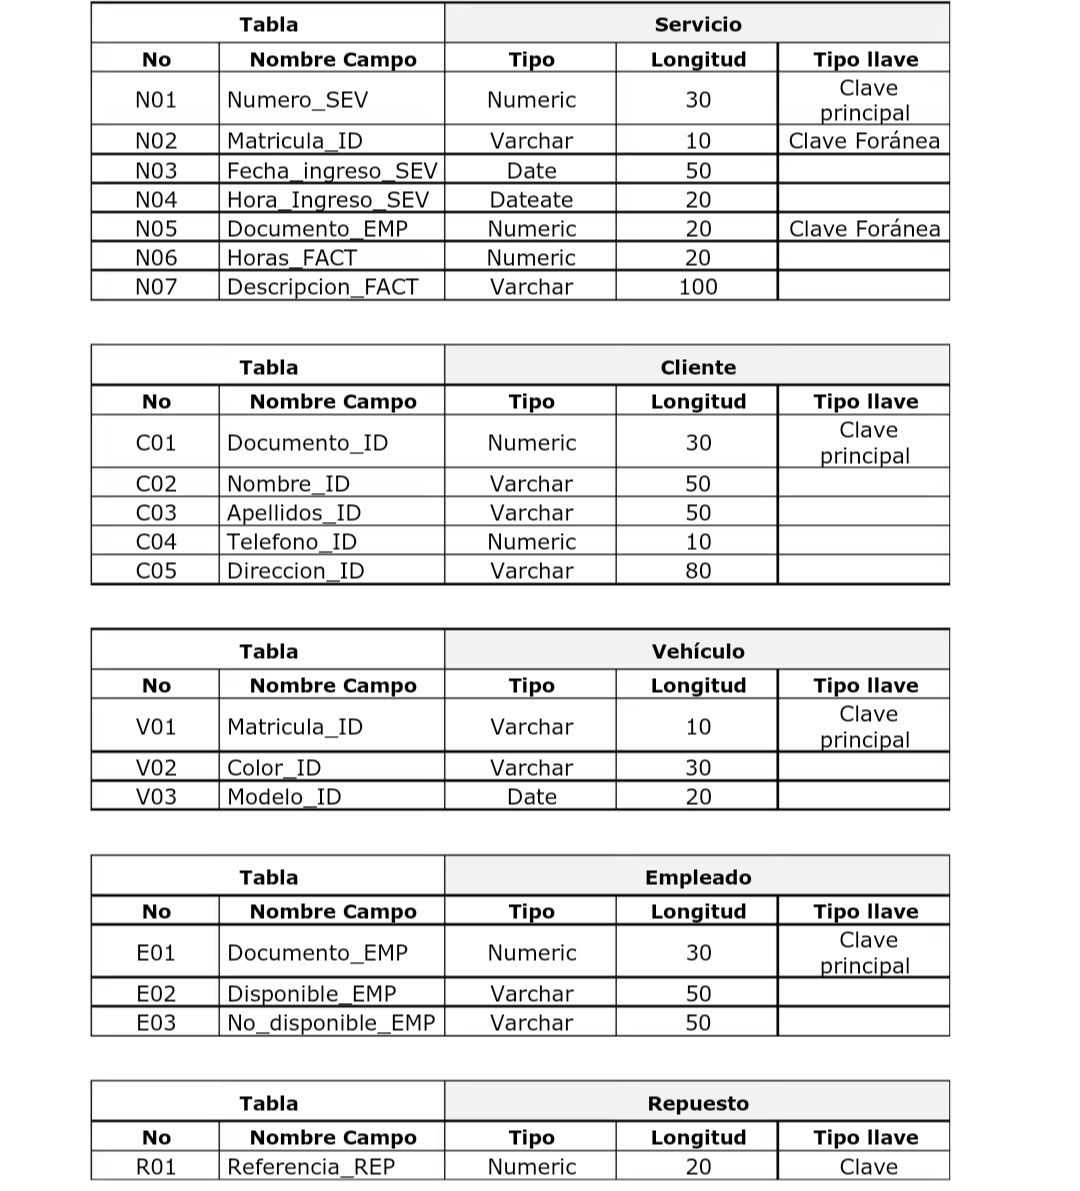 Tabla Servicio
No Nombre Campo Tipo Longitud Tipo llave
N01 Numero_SEV Numeric 30 Clave principal
N02 Matricula_ID Varchar 10 Clave Foránea
N03 Fecha_ingreso_SEV Date 50
N04 Hora_Ingreso_SEV Dateate 20
N05 Documento_EMP Numeric 20 Clave Foránea
N06 Horas_FACT Numeric 20
N07 Descripcion_FACT Varchar 100
Tabla Cliente
No Nombre Campo Tipo Longitud Tipo llave
C01 Documento_ID Numeric 30 Clave principal
C02 Nombre_ID Varchar 50
C03 Apellidos_ID Varchar 50
C04 Telefono_ID Numeric 10
C05 Direccion_ID Varchar 80
Tabla Vehículo
No Nombre Campo Tipo Longitud Tipo llave
V01 Matricula_ID Varchar 10 Clave principal
V02 Color_ID Varchar 30
V03 Modelo_ID Date 20
Tabla Empleado
No Nombre Campo Tipo Longitud Tipo llave
E01 Documento_EMP Numeric 30 Clave principal
E02 Disponible_EMP Varchar 50
E03 No_disponible_EMP Varchar 50
Tabla Repuesto
No Nombre Campo Tipo Longitud Tipo llave
R01 Referencia_REP Numeric 20 Clave